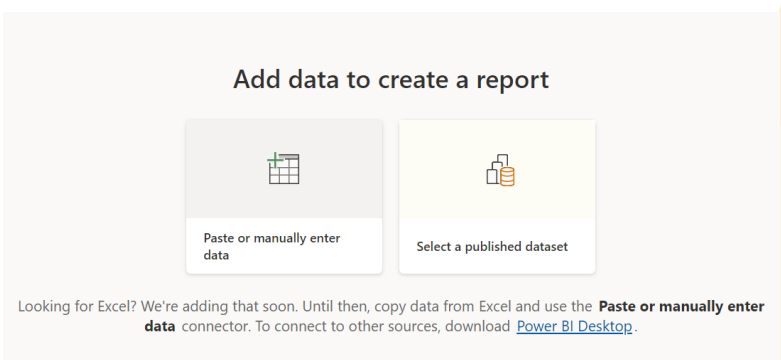 Add data to create a report
Paste or manually enter
data
Select a published dataset
Looking for Excel? We're adding that soon. Until then, copy data from Excel and use the Paste or manually enter
data connector. To connect to other sources, download Power BI Desktop.